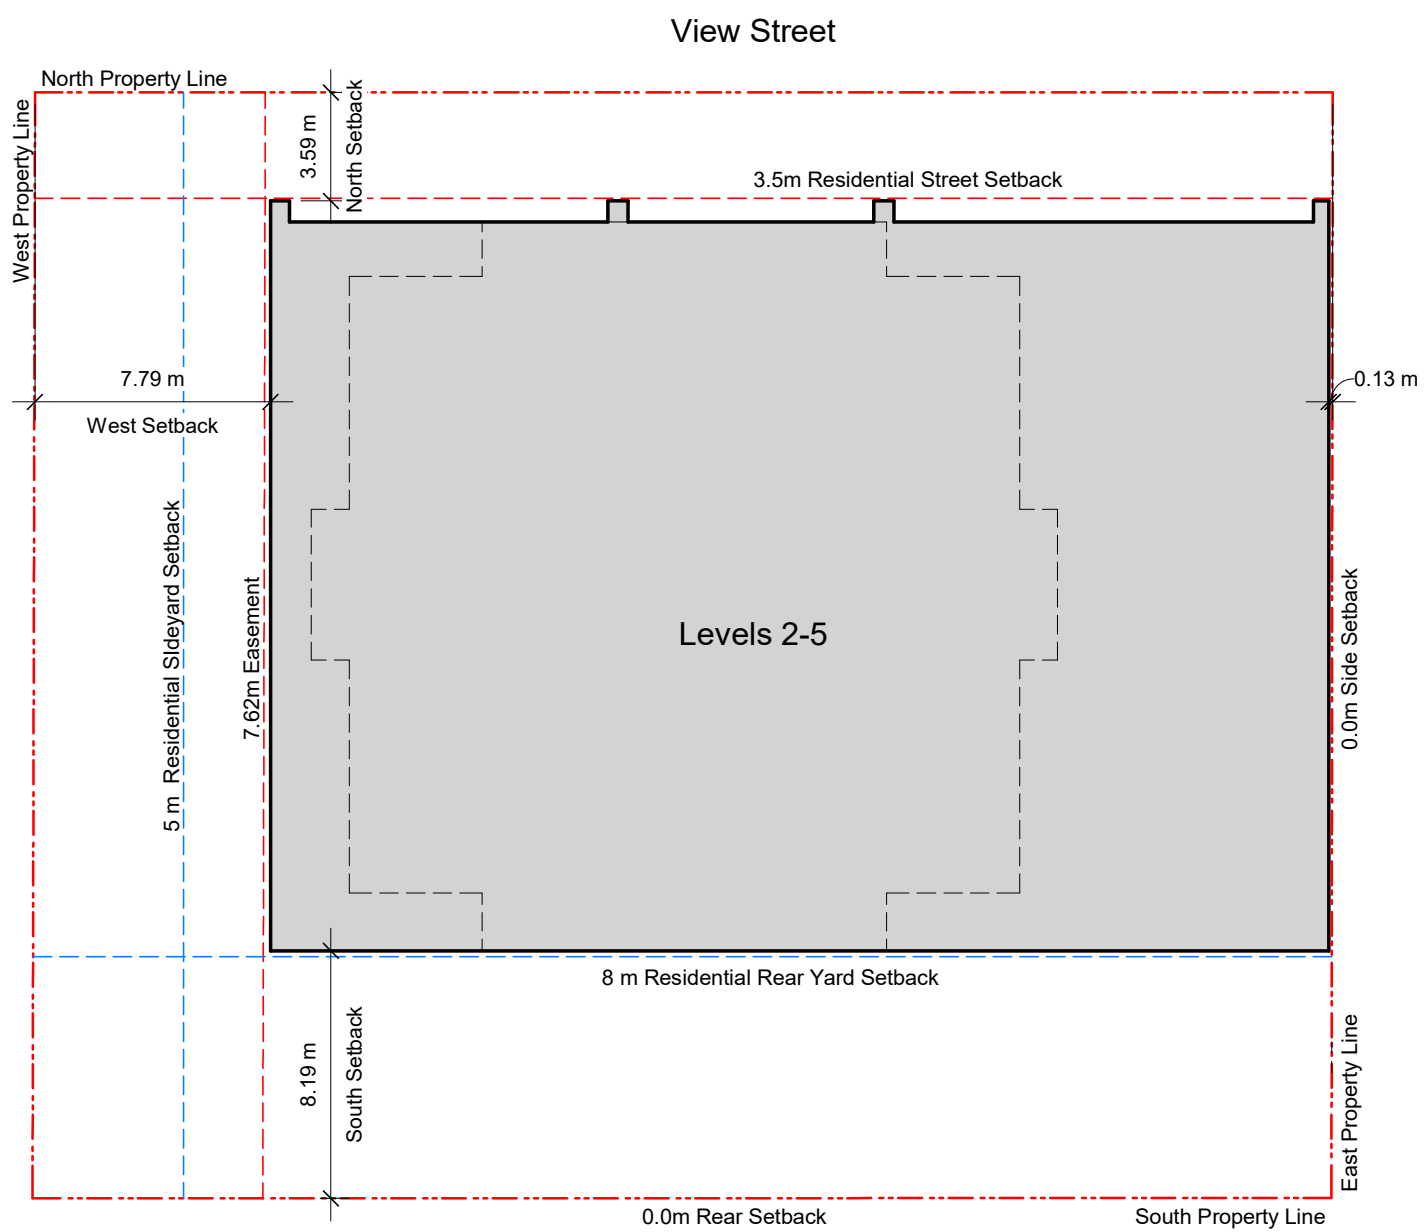 View Street
North Property Line
West Property Line
3.59 m
North Setback
3.5m Residential Street Setback
7.79 m
West Setback
0.13 m
5 m Residential SIdeyard Setback
7.62m Easement
Levels 2-5
0.0m Side Setback
8 m Residential Rear Yard Setback
8.19 m
South Setback
East Property Line
0.0m Rear Setback
South Property Line